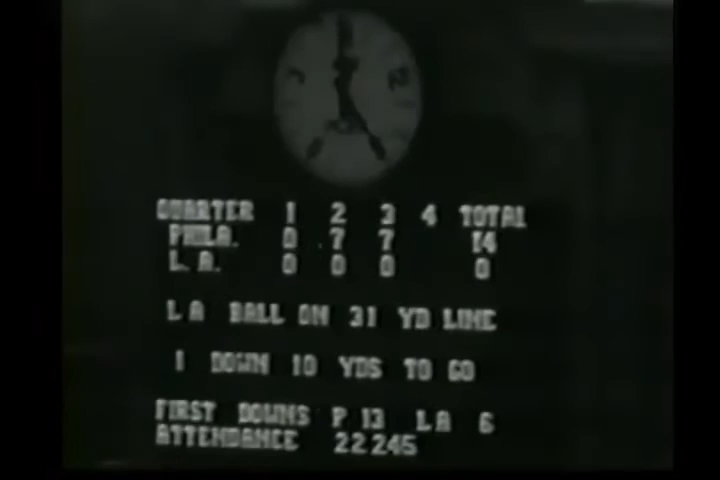 QUARTER 1 2 3 4 TOTAL
PHILA. 0 7 7 14
L.A. 0 0 0 0
LA BALL ON 31 YD LINE
1 DOWN 10 YDS TO GO
FIRST DOWNS P 13 LA 6
ATTENDANCE 22245